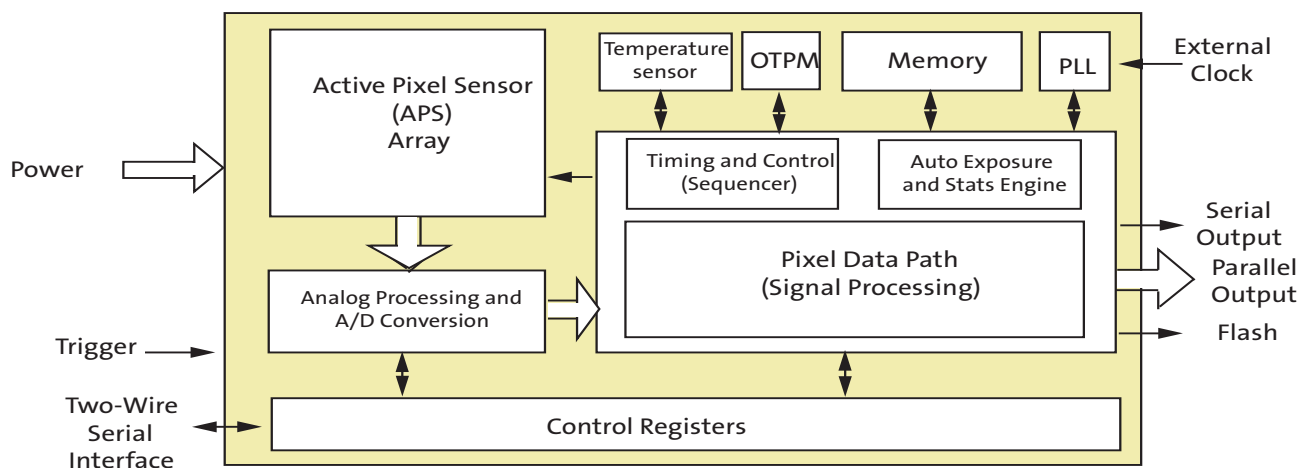 Active Pixel Sensor
(APS)
Array
Temperature
sensor
OTPM
Memory
PLL
External
Clock
Power
Timing and Control
(Sequencer)
Auto Exposure
and Stats Engine
Serial
Output
Pixel Data Path
(Signal Processing)
Parallel
Output
Analog Processing and
A/D Conversion
Trigger
Flash
Two-Wire
Serial
Interface
Control Registers